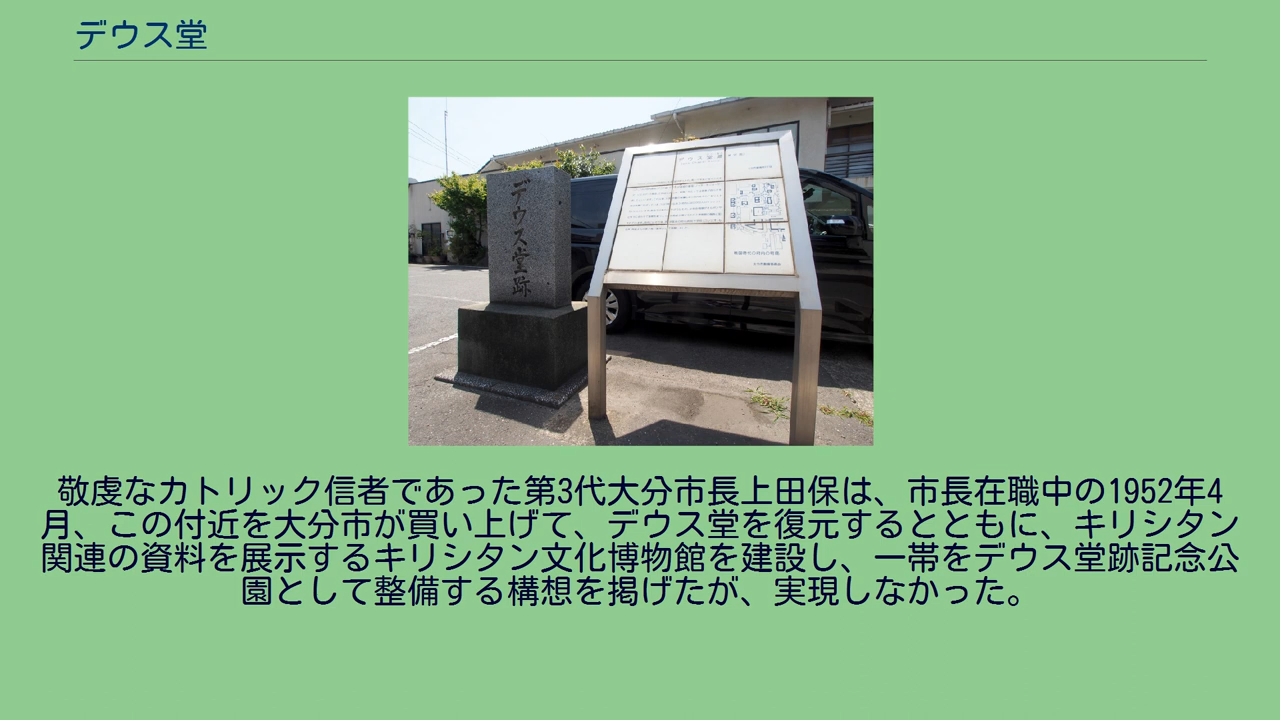 デウス堂
デウス堂跡
敬虔なカトリック信者であった第3代大分市長上田保は、市長在職中の1952年4
月、この付近を大分市が買い上げて、デウス堂を復元するとともに、キリシタン
関連の資料を展示するキリシタン文化博物館を建設し、一帯をデウス堂跡記念公
園として整備する構想を掲げたが、実現しなかった。